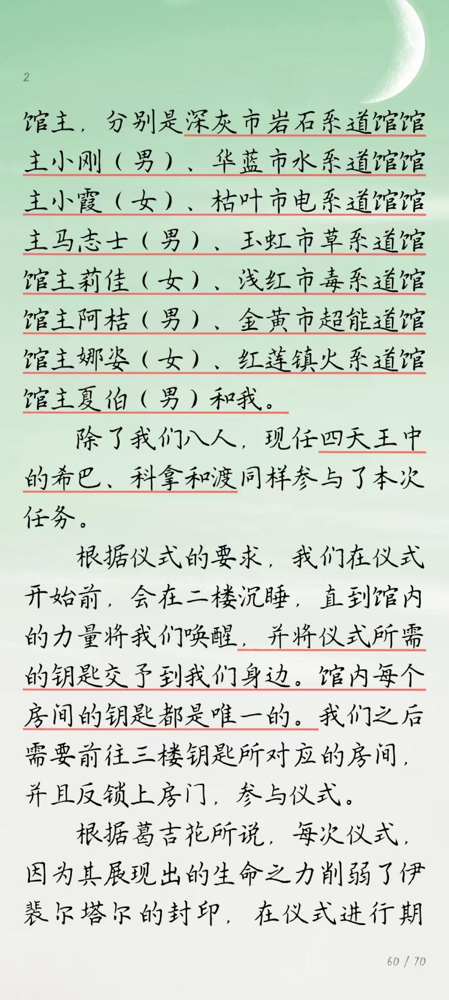 2
馆主，分别是深灰市岩石系道馆馆
主小刚（男）、华蓝市水系道馆馆
主小霞（女）、枯叶市电系道馆馆
主马志士（男）、玉虹市草系道馆
馆主莉佳（女）、浅红市毒系道馆
馆主阿桔（男）、金黄市超能道馆
馆主娜姿（女）、红莲镇火系道馆
馆主夏伯（男）和我。
除了我们八人，现任四天王中
的希巴、科拿和渡同样参与了本次
任务。
根据仪式的要求，我们在仪式
开始前，会在二楼沉睡，直到馆内
的力量将我们唤醒，并将仪式所需
的钥匙交予到我们身边。馆内每个
房间的钥匙都是唯一的。我们之后
需要前往三楼钥匙所对应的房间，
并且反锁上房门，参与仪式。
根据葛吉花所说，每次仪式，
因为其展现出的生命之力削弱了伊
裴尔塔尔的封印，在仪式进行期
60 / 70